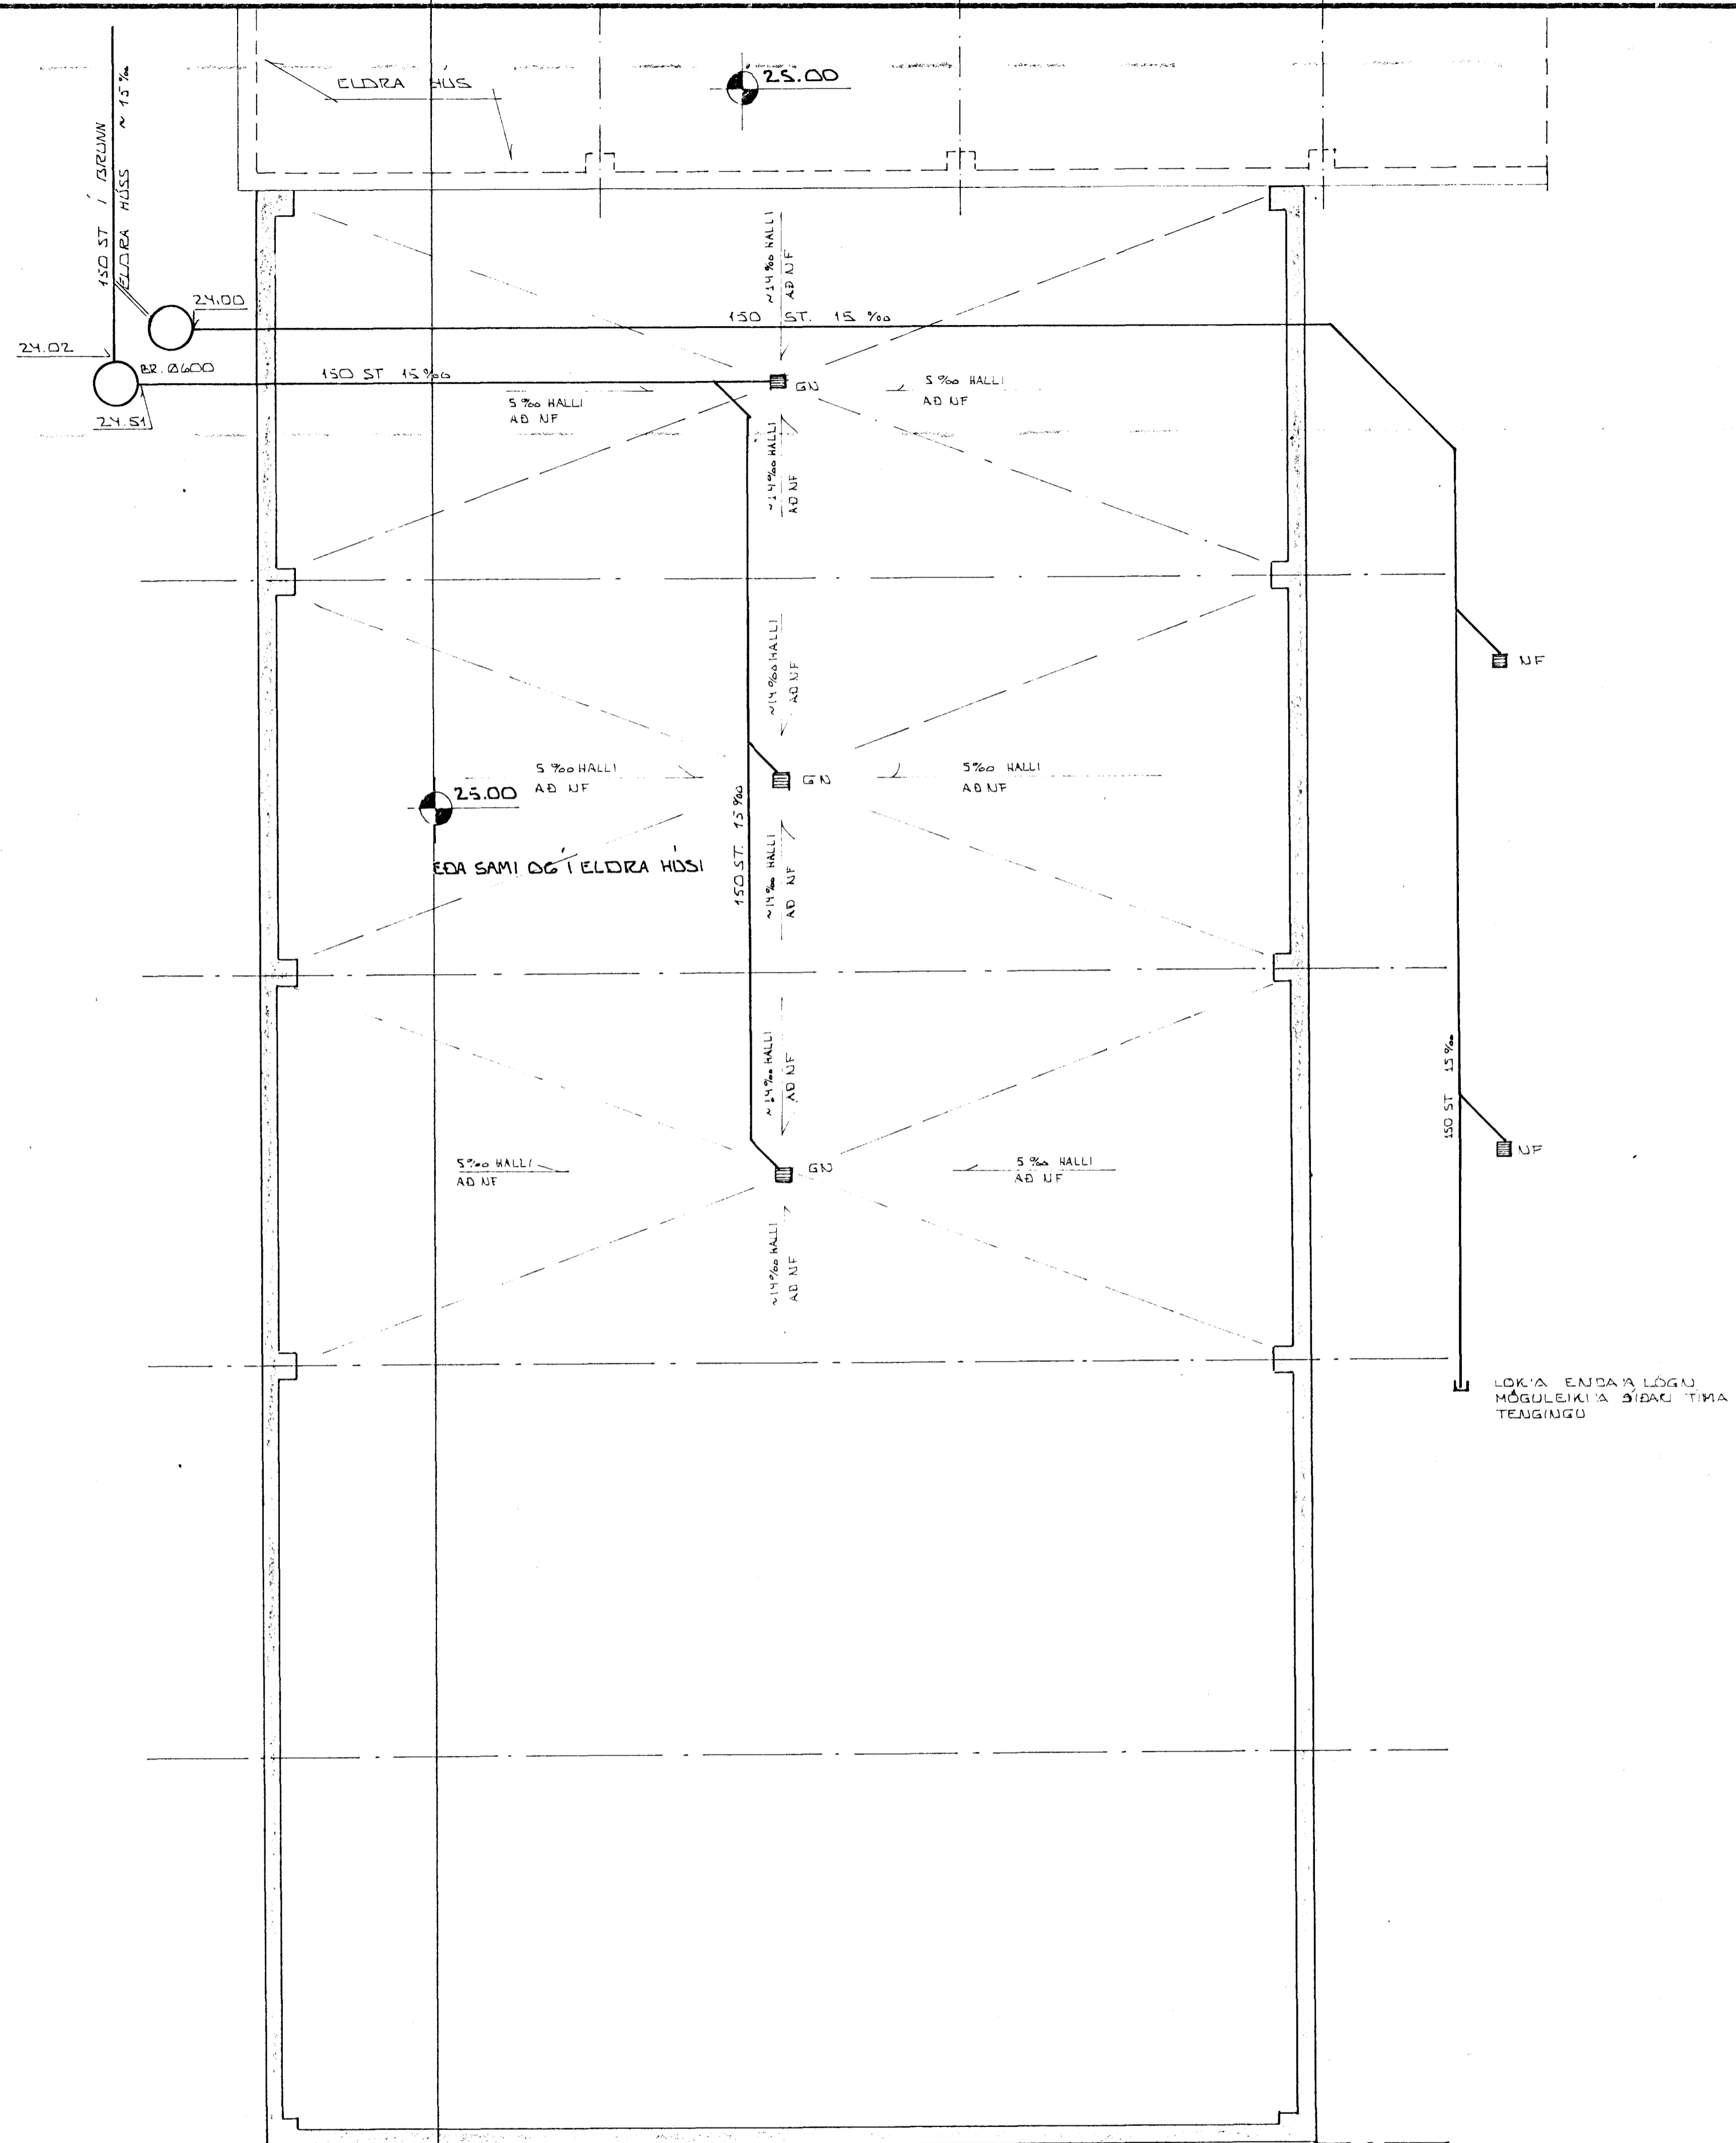 ELDRA HÚS
25.00
150 ST Í BRUNN
ELDRA HÚSS ~ 15 ‰
24.00
24.02
BR. Ø600
24.51
150 ST. 15 ‰
150 ST 15 ‰
~14 ‰ HALLI
AÐ NF
GN
5 ‰ HALLI
AÐ NF
5 ‰ HALLI
AÐ NF
~14 ‰ HALLI
AÐ NF
NF
~14 ‰ HALLI
AÐ NF
5 ‰ HALLI
AÐ NF
GN
5 ‰ HALLI
AÐ NF
25.00
EÐA SAMI OG Í ELDRA HÚSI
150 ST. 15 ‰
~14 ‰ HALLI
AÐ NF
~14 ‰ HALLI
AÐ NF
150 ST 15 ‰
NF
5 ‰ HALLI
AÐ NF
GN
5 ‰ HALLI
AÐ NF
~14 ‰ HALLI
AÐ NF
LOK Á ENDA Á LÖGN
MÖGULEIKI Á SÍÐAR TÍMA
TENGINGU